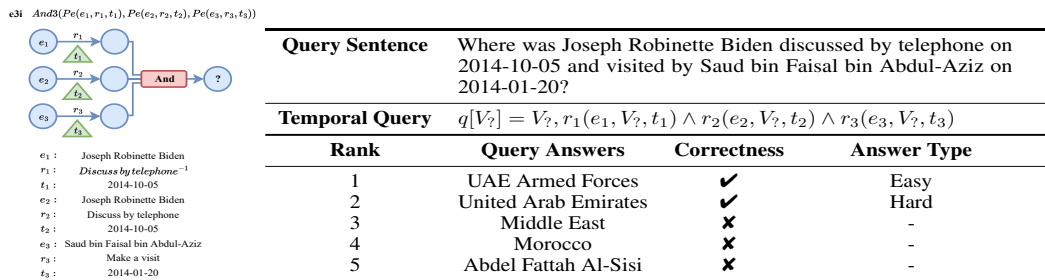 e3i And3(Pe(e₁, r₁, t₁), Pe(e₂, r₂, t₂), Pe(e₃, r₃, t₃))
e₁ r₁ t₁
e₂ r₂ t₂ And ?
e₃ r₃ t₃
e₁ : Joseph Robinette Biden
r₁ : Discuss by telephone⁻¹
t₁ : 2014-10-05
e₂ : Joseph Robinette Biden
r₂ : Discuss by telephone
t₂ : 2014-10-05
e₃ : Saud bin Faisal bin Abdul-Aziz
r₃ : Make a visit
t₃ : 2014-01-20
Query Sentence Where was Joseph Robinette Biden discussed by telephone on
2014-10-05 and visited by Saud bin Faisal bin Abdul-Aziz on
2014-01-20?
Temporal Query q[V?] = V?, r₁(e₁, V?, t₁) ∧ r₂(e₂, V?, t₂) ∧ r₃(e₃, V?, t₃)
Rank Query Answers Correctness Answer Type
1 UAE Armed Forces ✔ Easy
2 United Arab Emirates ✔ Hard
3 Middle East ✘ -
4 Morocco ✘ -
5 Abdel Fattah Al-Sisi ✘ -